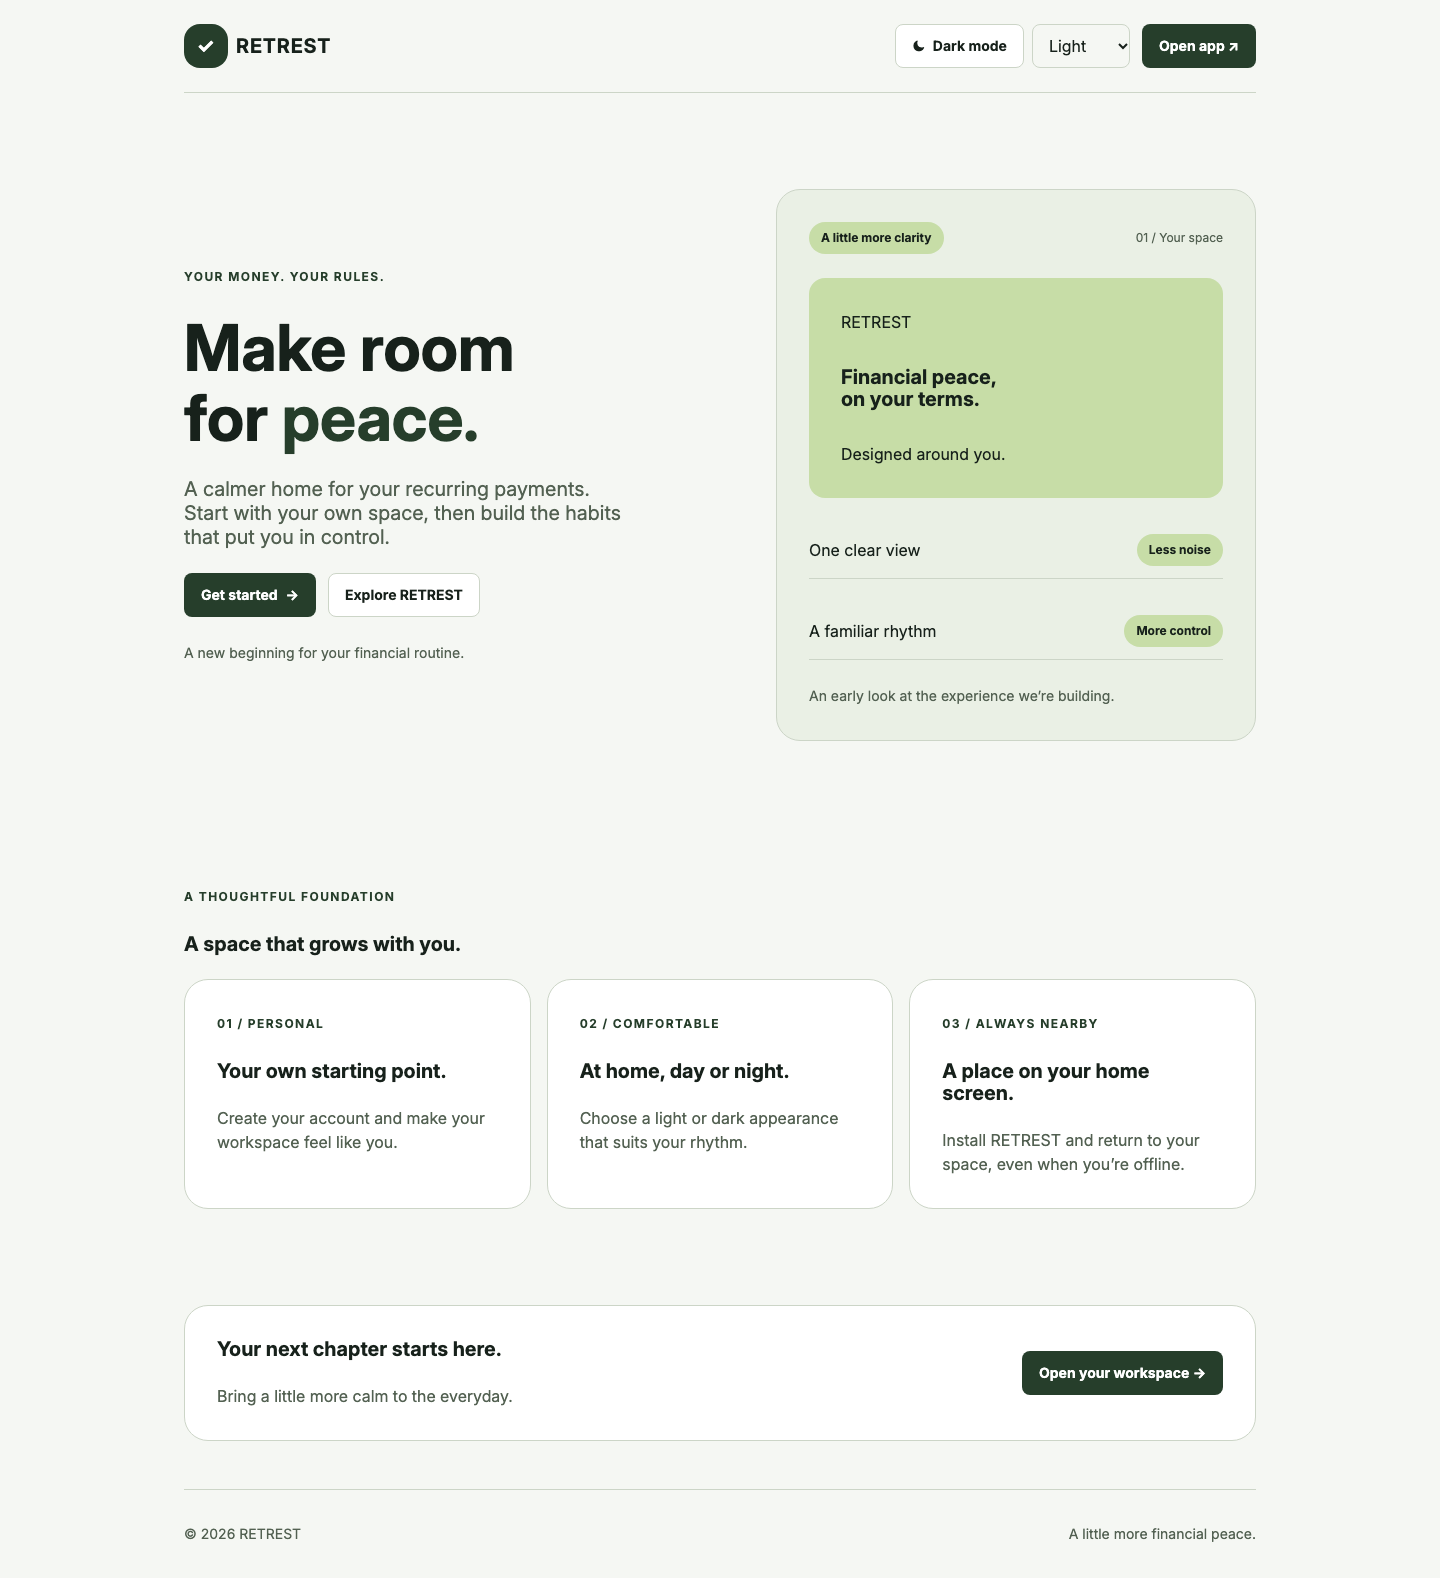 RETREST
Dark mode
Light
Open app ↗
YOUR MONEY. YOUR RULES.
Make room
for peace.
A calmer home for your recurring payments.
Start with your own space, then build the habits
that put you in control.
Get started →
Explore RETREST
A new beginning for your financial routine.
A little more clarity
01 / Your space
RETREST
Financial peace,
on your terms.
Designed around you.
One clear view
Less noise
A familiar rhythm
More control
An early look at the experience we’re building.
A THOUGHTFUL FOUNDATION
A space that grows with you.
01 / PERSONAL
Your own starting point.
Create your account and make your
workspace feel like you.
02 / COMFORTABLE
At home, day or night.
Choose a light or dark appearance
that suits your rhythm.
03 / ALWAYS NEARBY
A place on your home
screen.
Install RETREST and return to your
space, even when you’re offline.
Your next chapter starts here.
Bring a little more calm to the everyday.
Open your workspace →
© 2026 RETREST
A little more financial peace.